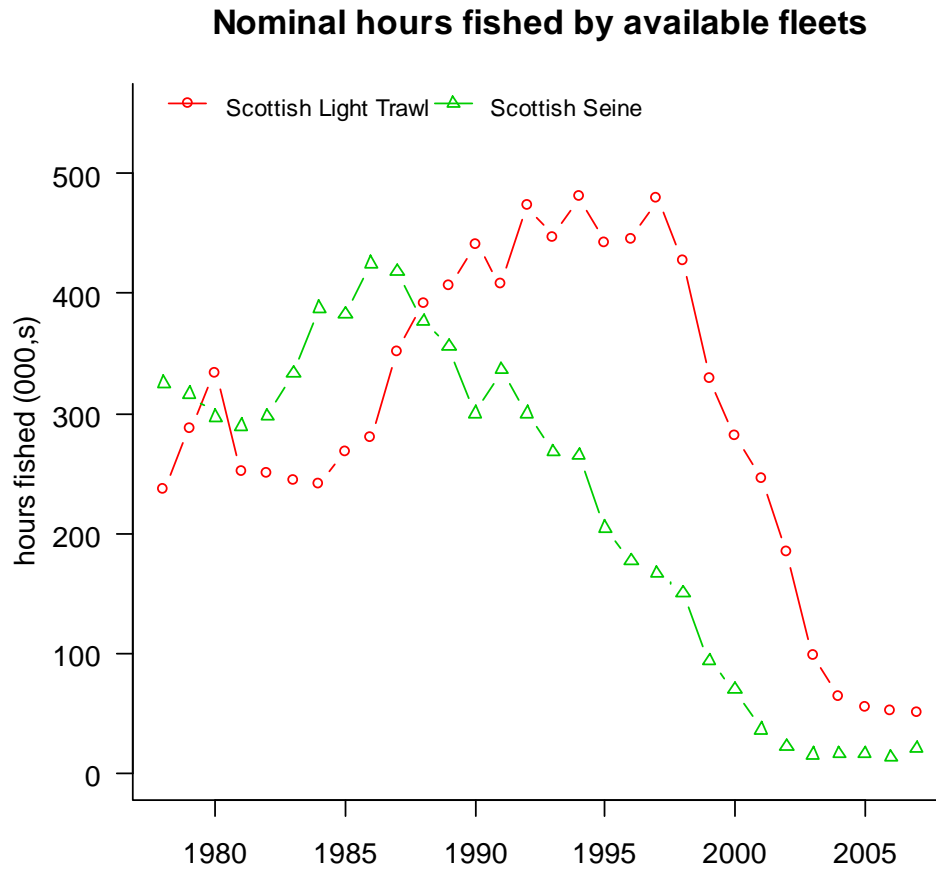 Nominal hours fished by available fleets
Scottish Light Trawl Scottish Seine
hours fished (000,s)
500
400
300
200
100
0
1980 1985 1990 1995 2000 2005